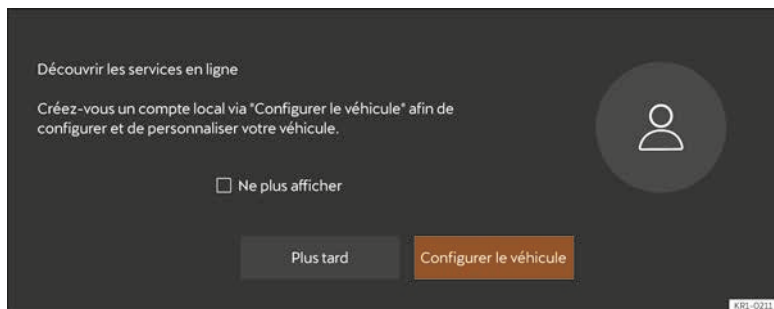 Découvrir les services en ligne
Créez-vous un compte local via "Configurer le véhicule" afin de
configurer et de personnaliser votre véhicule.
Ne plus afficher
Plus tard
Configurer le véhicule
KR1-0211